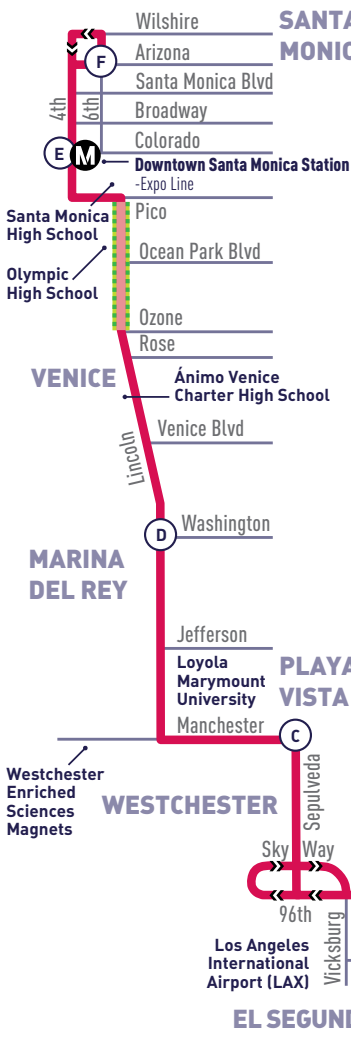 Wilshire
SANTA
MONIC
Arizona
F
Santa Monica Blvd
4th
6th
Broadway
Colorado
E
M
Downtown Santa Monica Station
-Expo Line
Santa Monica
High School
Pico
Olympic
High School
Ocean Park Blvd
Ozone
Rose
VENICE
Ánimo Venice
Charter High School
Lincoln
Venice Blvd
D
Washington
MARINA
DEL REY
Jefferson
Loyola
Marymount
University
PLAYA
VISTA
Manchester
C
Westchester
Enriched
Sciences
Magnets
WESTCHESTER
Sepulveda
Sky Way
96th
Vicksburg
Los Angeles
International
Airport (LAX)
EL SEGUND